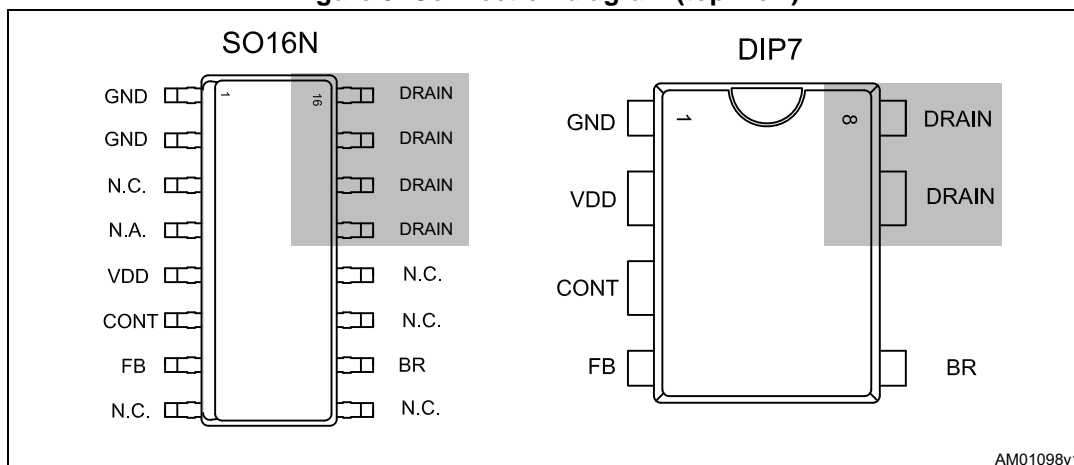 SO16N
GND 1 16 DRAIN
GND DRAIN
N.C. DRAIN
N.A. DRAIN
VDD N.C.
CONT N.C.
FB BR
N.C. N.C.
DIP7
GND 1 8 DRAIN
VDD DRAIN
CONT
FB BR